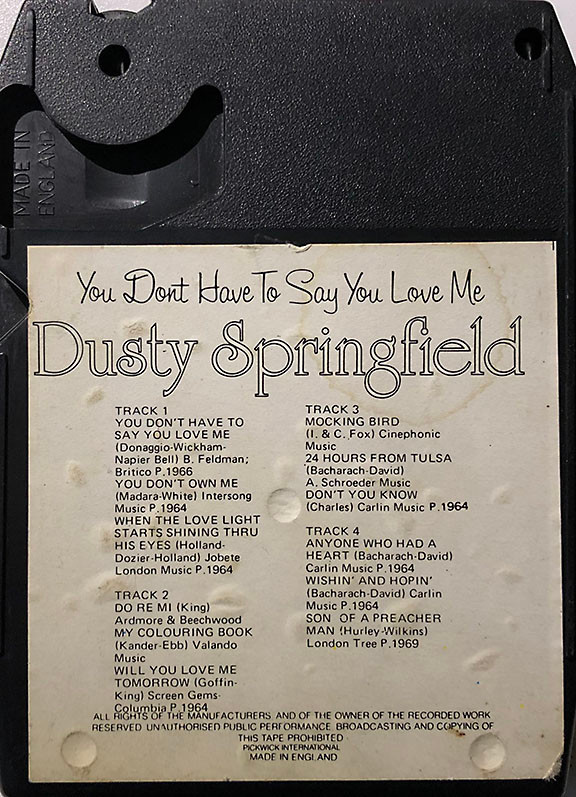 MADE IN
ENGLAND
You Dont Have To Say You Love Me
Dusty Springfield
TRACK 1
YOU DON'T HAVE TO
SAY YOU LOVE ME
(Donaggio-Wickham-
Napier Bell) B. Feldman;
Britico P.1966
YOU DON'T OWN ME
(Madara-White) Intersong
Music P.1964
WHEN THE LOVE LIGHT
STARTS SHINING THRU
HIS EYES (Holland-
Dozier-Holland) Jobete
London Music P.1964
TRACK 2
DO RE MI (King)
Ardmore & Beechwood
MY COLOURING BOOK
(Kander-Ebb) Valando
Music
WILL YOU LOVE ME
TOMORROW (Goffin-
King) Screen Gems-
Columbia P.1964
TRACK 3
MOCKING BIRD
(I. & C. Fox) Cinephonic
Music
24 HOURS FROM TULSA
(Bacharach-David)
A. Schroeder Music
DON'T YOU KNOW
(Charles) Carlin Music P.1964
TRACK 4
ANYONE WHO HAD A
HEART (Bacharach-David)
Carlin Music P.1964
WISHIN' AND HOPIN'
(Bacharach-David) Carlin
Music P.1964
SON OF A PREACHER
MAN (Hurley-Wilkins)
London Tree P.1969
ALL RIGHTS OF THE MANUFACTURERS AND OF THE OWNER OF THE RECORDED WORK
RESERVED UNAUTHORISED PUBLIC PERFORMANCE BROADCASTING AND COPYING OF
THIS TAPE PROHIBITED
PICKWICK INTERNATIONAL
MADE IN ENGLAND